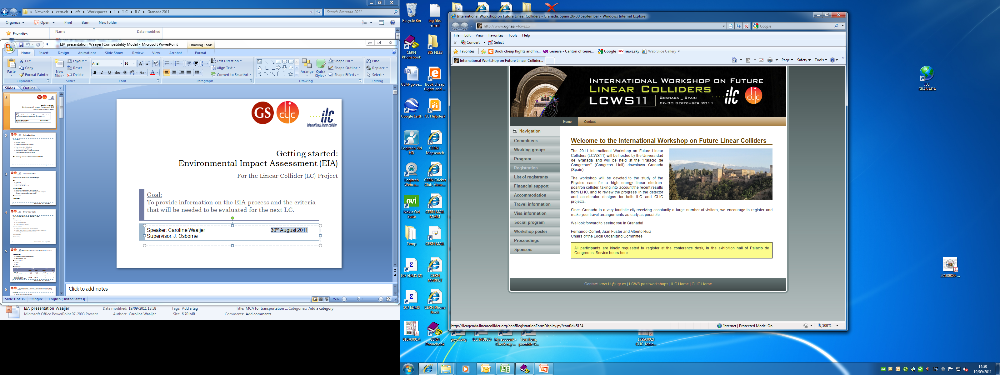 Network ▸ cern.ch ▸ dfs ▸ Workspaces ▸ i ▸ ILC ▸ ILC ▸ Granada 2011
Search Granada 2011
Organize Open Print Burn New folder
Favorites Name Date modified
EIA_presentation_Waaijer [Compatibility Mode] - Microsoft PowerPoint Drawing Tools
Home Insert Design Animations Slide Show Review View Acrobat Format
Paste
Cut
Copy
Format Painter
Clipboard
New
Slide
Layout
Reset
Delete
Slides
Arial 16
Font
Text Direction
Align Text
Convert to SmartArt
Paragraph
Arrange
Quick
Styles
Shape Fill
Shape Outline
Shape Effects
Drawing
Find
Replace
Select
Editing
Slides Outline
1
2
Introduction
3
Overview talk
4
Overview talk
5
6
GS
clic
ilc
international linear collider
Getting started:
Environmental Impact Assessment (EIA)
For the Linear Collider (LC) Project
Goal:
To provide information on the EIA process and the criteria
that will be needed to be evaluated for the next LC.
Speaker: Caroline Waaijer 30th August 2011
Supervisor: J. Osborne
Click to add notes
Slide 1 of 36 "Origin" English (United States) 75%
EIA_presentation_Waaijer Date modified: 19/09/2011 13:58 Tags: Add a tag Title: MCA for transportation ... Categories: Add a category
Microsoft Office PowerPoint 97-2003 Present... Authors: Caroline Waaijer Size: 6.70 MB Comments: Add comments
Recycle Bin
big files
email
CERN
Phonebook
BIG FILES
GLM-gs-se...
Book cheap
flights and ...
Google Earth
CE Helpdesk
Logitech Vid
HD
CERN -
Mapsearch
Logitech
Webca...
CERN Cricket
Club, Gene...
ovi
Nokia Ovi
Suite
CERN MAIL
MMM
Temp
CERN MAIL
107 EDMS (2)
CERN
MARKET
107 EDMS
CERN Phone
Book
01070001A
CERN
Phonebook
grycc.org
ILC INDICO
My account -
Check my ...
TomTom,
portable G...
17990002J
CLIC-Main...
International Workshop on Future Linear Colliders - Granada, Spain 26-30 September - Windows Internet Explorer
http://www.ugr.es/~lcws11/
Google
File Edit View Favorites Tools Help
x Convert Select
Favorites Book cheap flights and fin... Geneva - Canton of Gene... Google sky news.sky Web Slice Gallery
International Workshop on Future Linear Collider...
Page Safety Tools
International Workshop on Future
Linear Colliders
LCWS11
Granada _ Spain
26-30 September 2011
ilc
clic
Home Contact
Navigation
Committees
Working groups
Program
Registration
List of registrants
Financial support
Accommodation
Travel information
Visa information
Social program
Workshop poster
Proceedings
Sponsors
Welcome to the International Workshop on Future Linear Colliders
The 2011 International Workshop on Future Linear
Colliders (LCWS11) will be hosted by the Universidad
de Granada and will be held at the "Palacio de
Congresos" (Congress Hall) downtown Granada
(Spain).
The workshop will be devoted to the study of the
Physics case for a high energy linear electron-
positron collider, taking into account the recent results
from LHC, and to review the progress in the detector
and accelerator designs for both ILC and CLIC
projects.
Since Granada is a very touristic city receiving constantly a large number of visitors, we encourage to register and
make your travel arrangements as early as possible.
We look forward to seeing you in Granada!
Fernando Cornet, Juan Fuster and Alberto Ruiz
Chairs of the Local Organizing Committee
All participants are kindly requested to register at the conference desk, in the exhibition hall of Palacio de
Congresos. Service hours here.
Contact: lcws11@ugr.es | LCWS past workshops | ILC Home | CLIC Home
http://ilcagenda.linearcollider.org/confRegistrationFormDisplay.py?confId=5134
Internet | Protected Mode: On 100%
ILC
GRANADA
20100809-...
14:30
19/09/2011